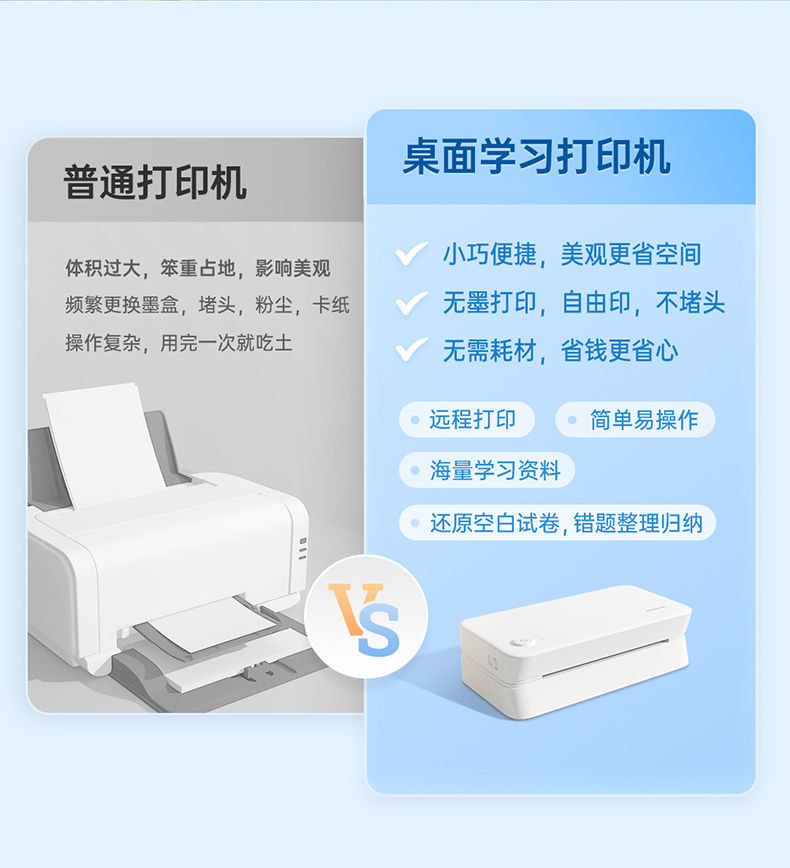 普通打印机
体积过大，笨重占地，影响美观
频繁更换墨盒，堵头，粉尘，卡纸
操作复杂，用完一次就吃土
桌面学习打印机
小巧便捷，美观更省空间
无墨打印，自由印，不堵头
无需耗材，省钱更省心
远程打印
简单易操作
海量学习资料
还原空白试卷,错题整理归纳
VS